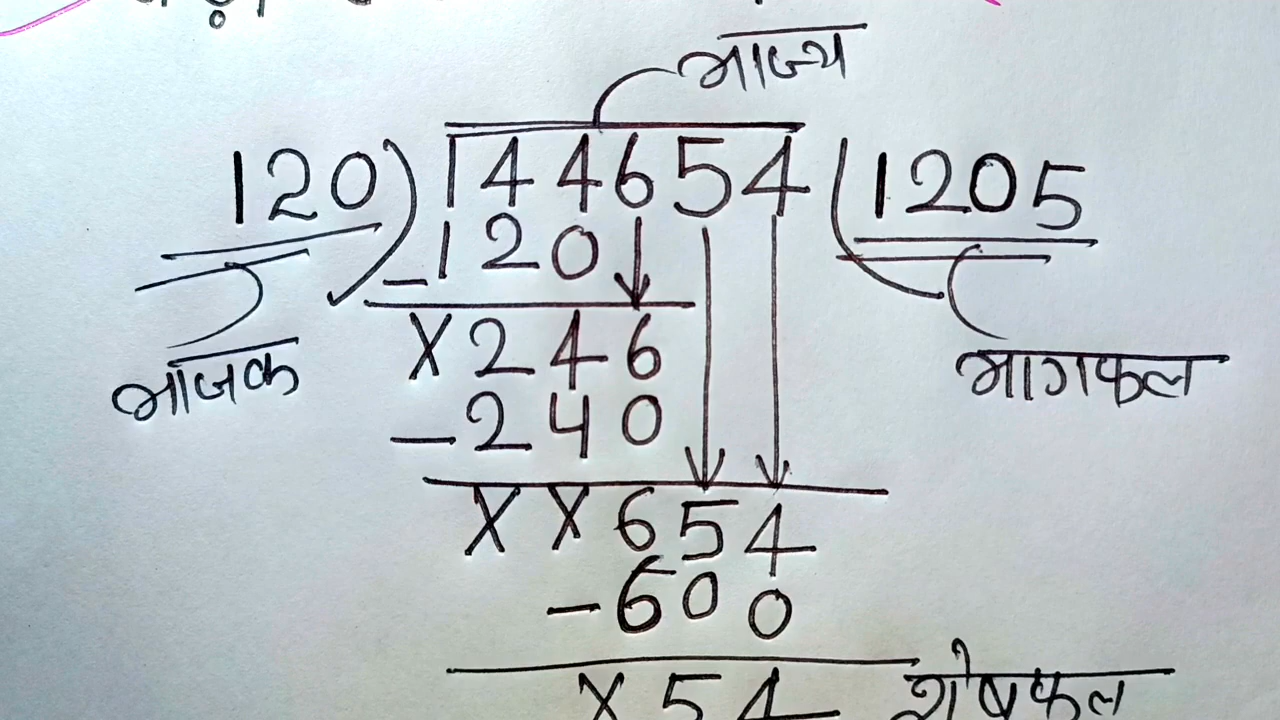 भाज्य
120) 144654 (1205
-120
भाजक
x246
भागफल
-240
xx654
-600
x54 शेषफल